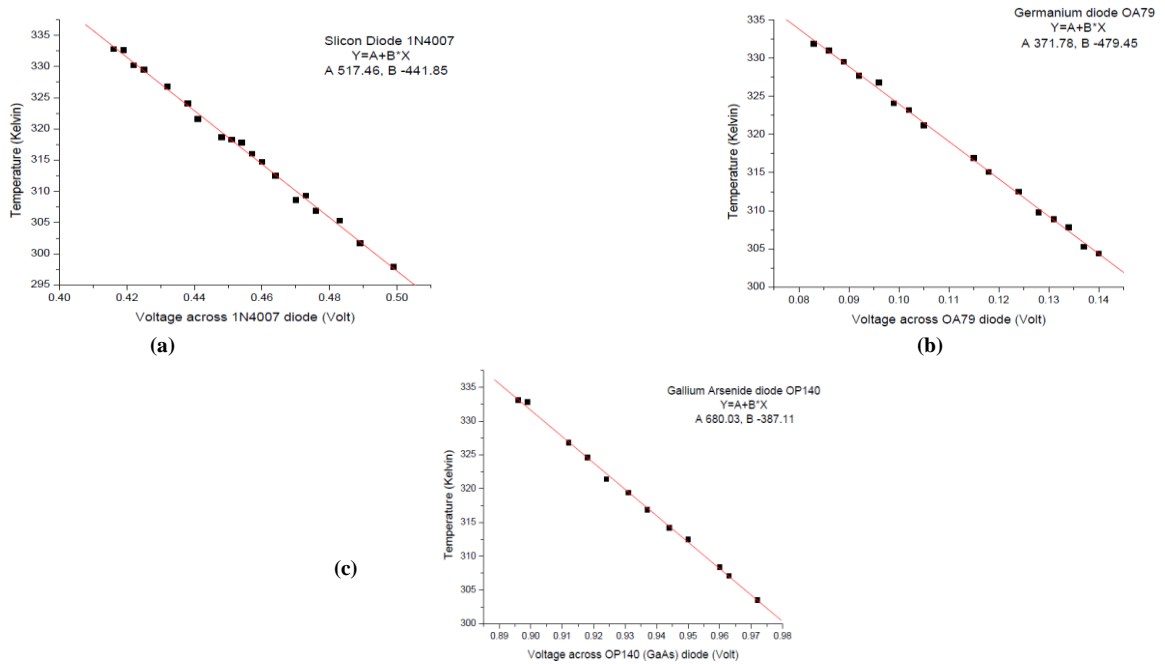 Slicon Diode 1N4007
Y=A+B*X
A 517.46, B -441.85
Temperature (Kelvin)
335
330
325
320
315
310
305
300
295
0.40
0.42
0.44
0.46
0.48
0.50
Voltage across 1N4007 diode (Volt)
(a)
Germanium diode OA79
Y=A+B*X
A 371.78, B -479.45
Temperature (Kelvin)
335
330
325
320
315
310
305
300
0.08
0.09
0.10
0.11
0.12
0.13
0.14
Voltage across OA79 diode (Volt)
(b)
Gallium Arsenide diode OP140
Y=A+B*X
A 680.03, B -387.11
Temperature (Kelvin)
335
330
325
320
315
310
305
300
0.89
0.90
0.91
0.92
0.93
0.94
0.95
0.96
0.97
0.98
Voltage across OP140 (GaAs) diode (Volt)
(c)